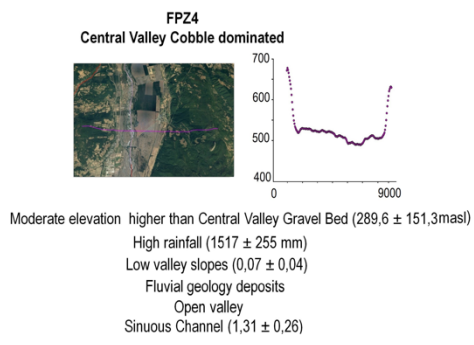 FPZ4
Central Valley Cobble dominated
700
600
500
400
0
9000
Moderate elevation higher than Central Valley Gravel Bed (289,6 ± 151,3masl)
High rainfall (1517 ± 255 mm)
Low valley slopes (0,07 ± 0,04)
Fluvial geology deposits
Open valley
Sinuous Channel (1,31 ± 0,26)